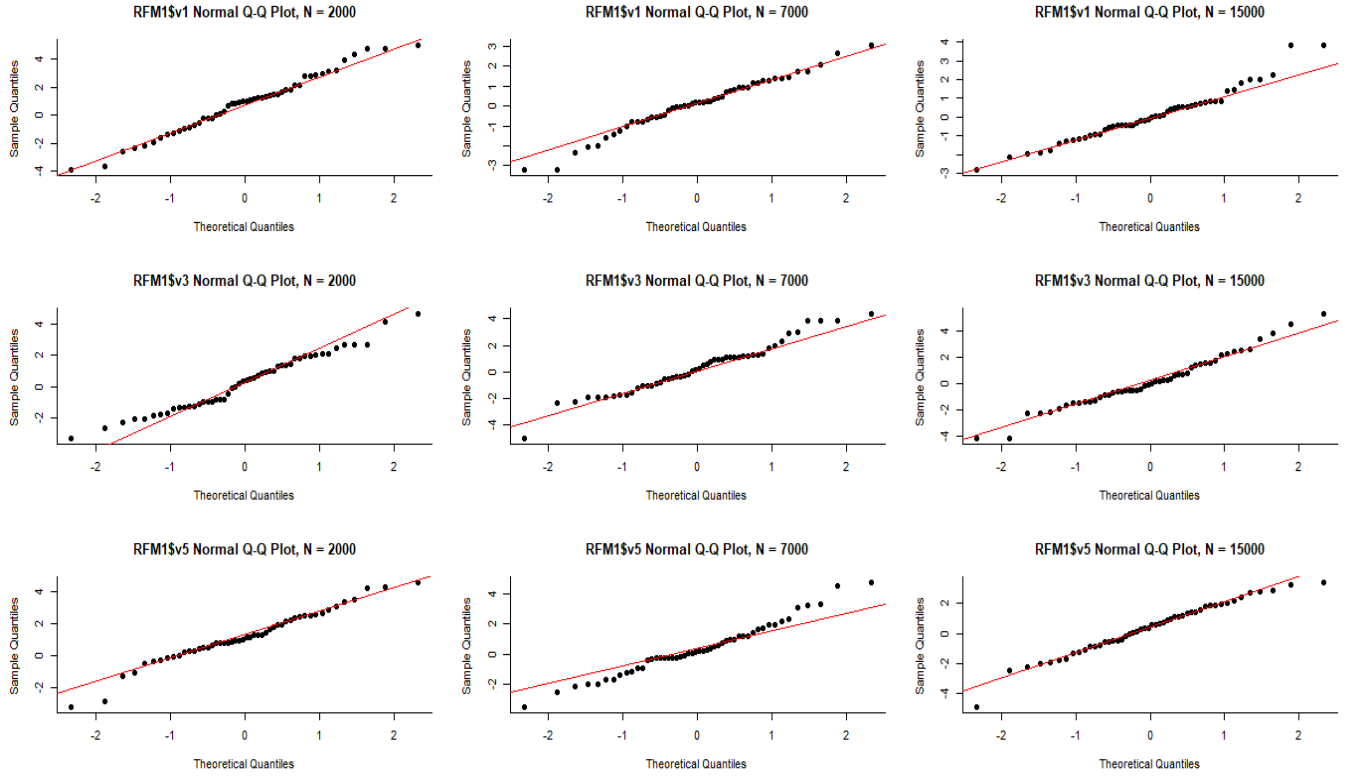 RFM1$v1 Normal Q-Q Plot, N = 2000
Sample Quantiles
4
2
0
-2
-4
-2 -1 0 1 2
Theoretical Quantiles
RFM1$v1 Normal Q-Q Plot, N = 7000
Sample Quantiles
3
2
1
0
-1
-3
-2 -1 0 1 2
Theoretical Quantiles
RFM1$v1 Normal Q-Q Plot, N = 15000
Sample Quantiles
4
3
2
1
0
-1
-3
-2 -1 0 1 2
Theoretical Quantiles
RFM1$v3 Normal Q-Q Plot, N = 2000
Sample Quantiles
4
2
0
-2
-2 -1 0 1 2
Theoretical Quantiles
RFM1$v3 Normal Q-Q Plot, N = 7000
Sample Quantiles
4
2
0
-2
-4
-2 -1 0 1 2
Theoretical Quantiles
RFM1$v3 Normal Q-Q Plot, N = 15000
Sample Quantiles
4
2
0
-2
-4
-2 -1 0 1 2
Theoretical Quantiles
RFM1$v5 Normal Q-Q Plot, N = 2000
Sample Quantiles
4
2
0
-2
-2 -1 0 1 2
Theoretical Quantiles
RFM1$v5 Normal Q-Q Plot, N = 7000
Sample Quantiles
4
2
0
-2
-2 -1 0 1 2
Theoretical Quantiles
RFM1$v5 Normal Q-Q Plot, N = 15000
Sample Quantiles
2
0
-2
-4
-2 -1 0 1 2
Theoretical Quantiles